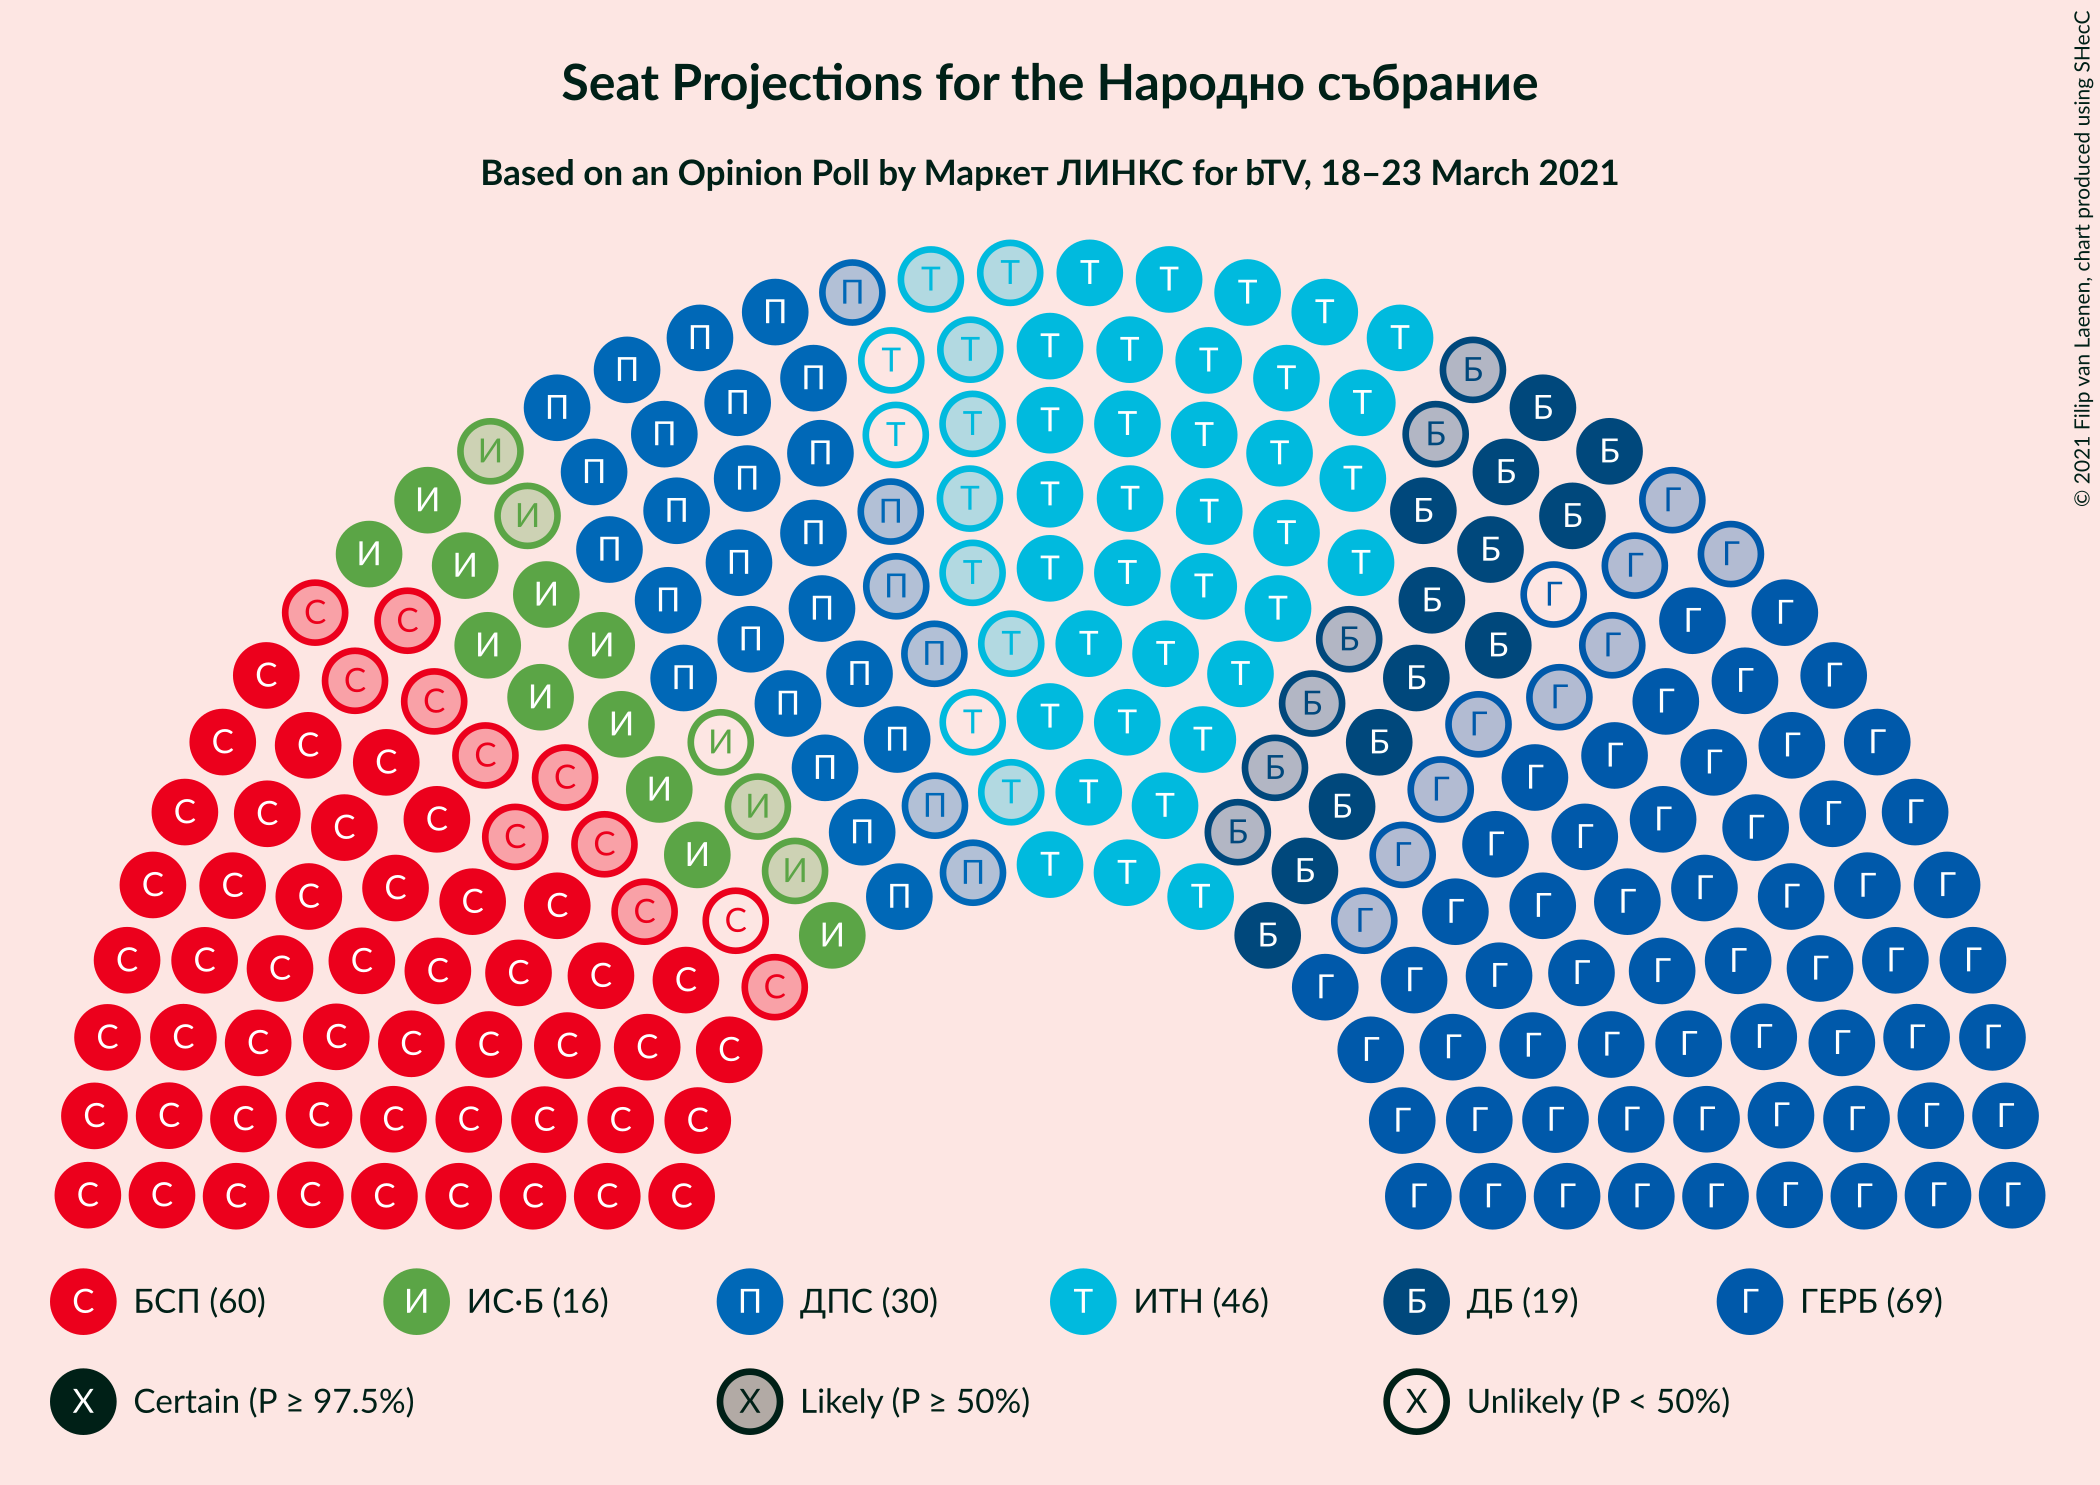 Seat Projections for the Народно събрание
Based on an Opinion Poll by Маркет ЛИНКС for bTV, 18–23 March 2021
© 2021 Filip van Laenen, chart produced using SHecC
С БСП (60) И ИС·Б (16) П ДПС (30) Т ИТН (46) Б ДБ (19) Г ГЕРБ (69)
X Certain (P ≥ 97.5%) X Likely (P ≥ 50%) X Unlikely (P < 50%)